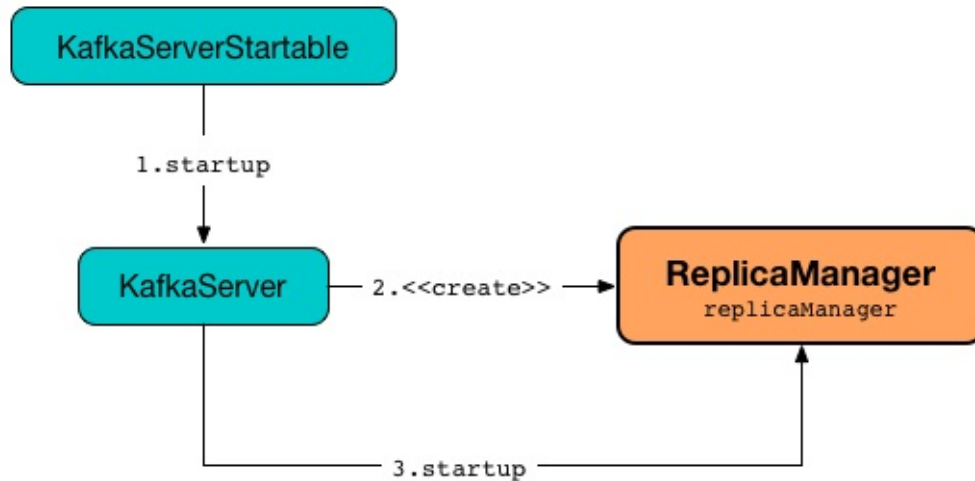 KafkaServerStartable
1.startup
KafkaServer
2.<<create>>
ReplicaManager
replicaManager
3.startup